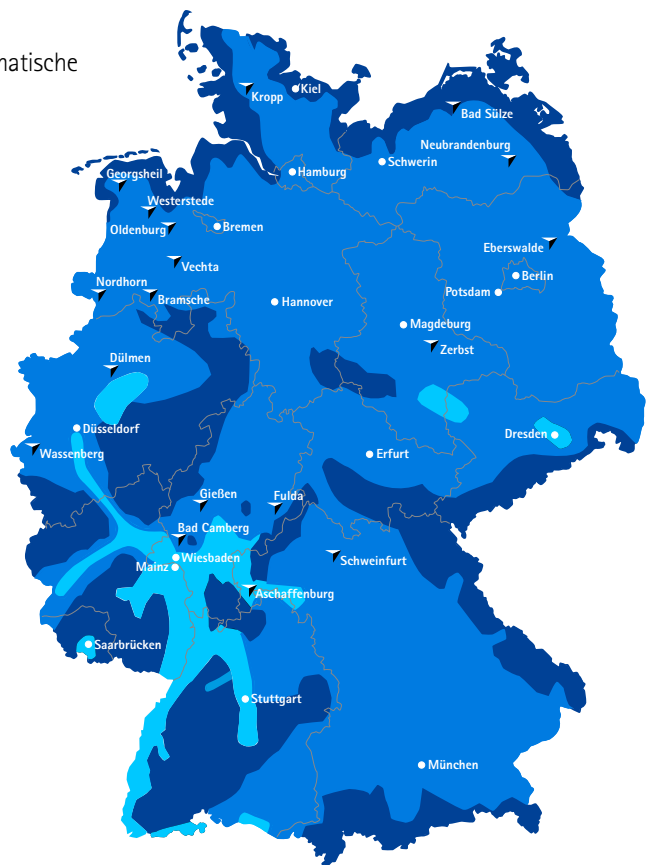 matische
Kropp
Kiel
Bad Sülze
Neubrandenburg
Schwerin
Hamburg
Georgsheil
Westerstede
Oldenburg
Bremen
Eberswalde
Vechta
Berlin
Nordhorn
Potsdam
Bramsche
Hannover
Magdeburg
Zerbst
Dülmen
Düsseldorf
Dresden
Wassenberg
Erfurt
Gießen
Fulda
Bad Camberg
Wiesbaden
Schweinfurt
Mainz
Aschaffenburg
Saarbrücken
Stuttgart
München